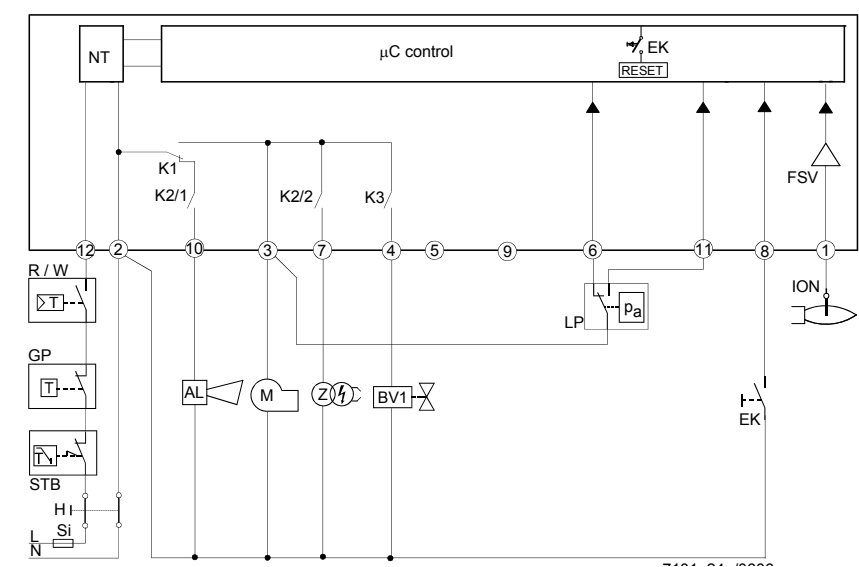 NT
μC control
EK
RESET
FSV
K1
K2/1
K2/2
K3
12
2
10
3
7
4
5
9
6
11
8
1
R / W
T
GP
T
STB
H
Si
L
N
AL
M
Z
BV1
LP
pa
ION
EK